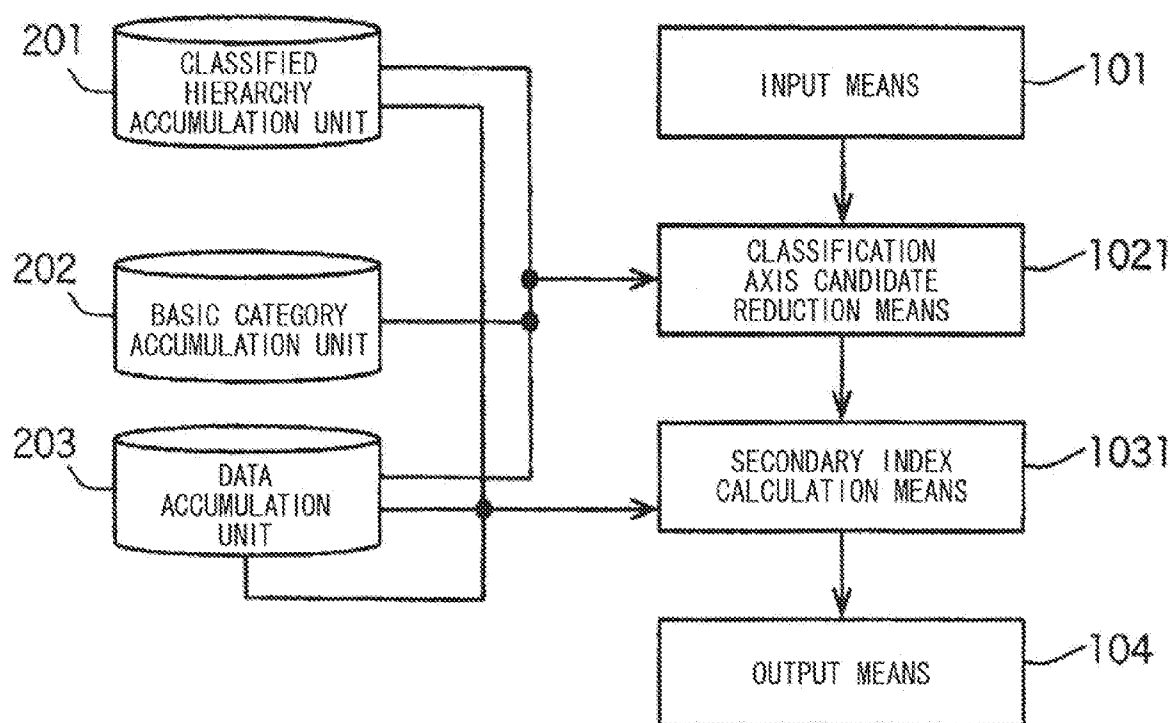 201
CLASSIFIED
HIERARCHY
ACCUMULATION UNIT
INPUT MEANS
101
202
BASIC CATEGORY
ACCUMULATION UNIT
CLASSIFICATION
AXIS CANDIDATE
REDUCTION MEANS
1021
203
DATA
ACCUMULATION
UNIT
SECONDARY INDEX
CALCULATION MEANS
1031
OUTPUT MEANS
104